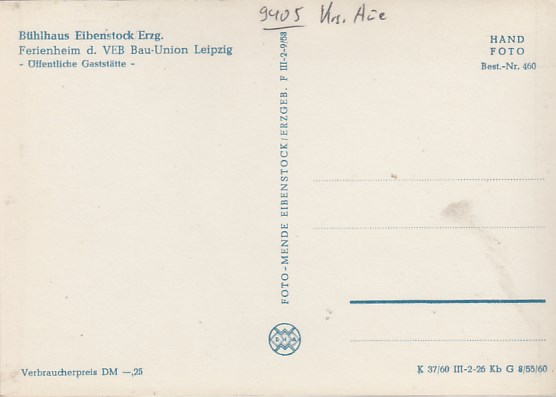 9405 Krs. Aue
Bühlhaus Eibenstock/Erzg.
Ferienheim d. VEB Bau-Union Leipzig
- Öffentliche Gaststätte -
HAND
FOTO
Best.-Nr. 460
FOTO-MENDE EIBENSTOCK/ERZGEB. F III-2-9/58
Verbraucherpreis DM —,25
K 37/60 III-2-26 Kb G 8/55/60